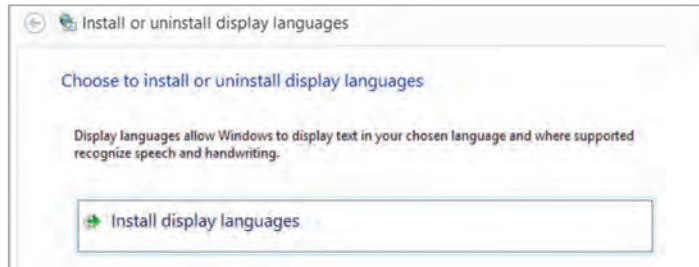 Install or uninstall display languages
Choose to install or uninstall display languages
Display languages allow Windows to display text in your chosen language and where supported
recognize speech and handwriting.
Install display languages